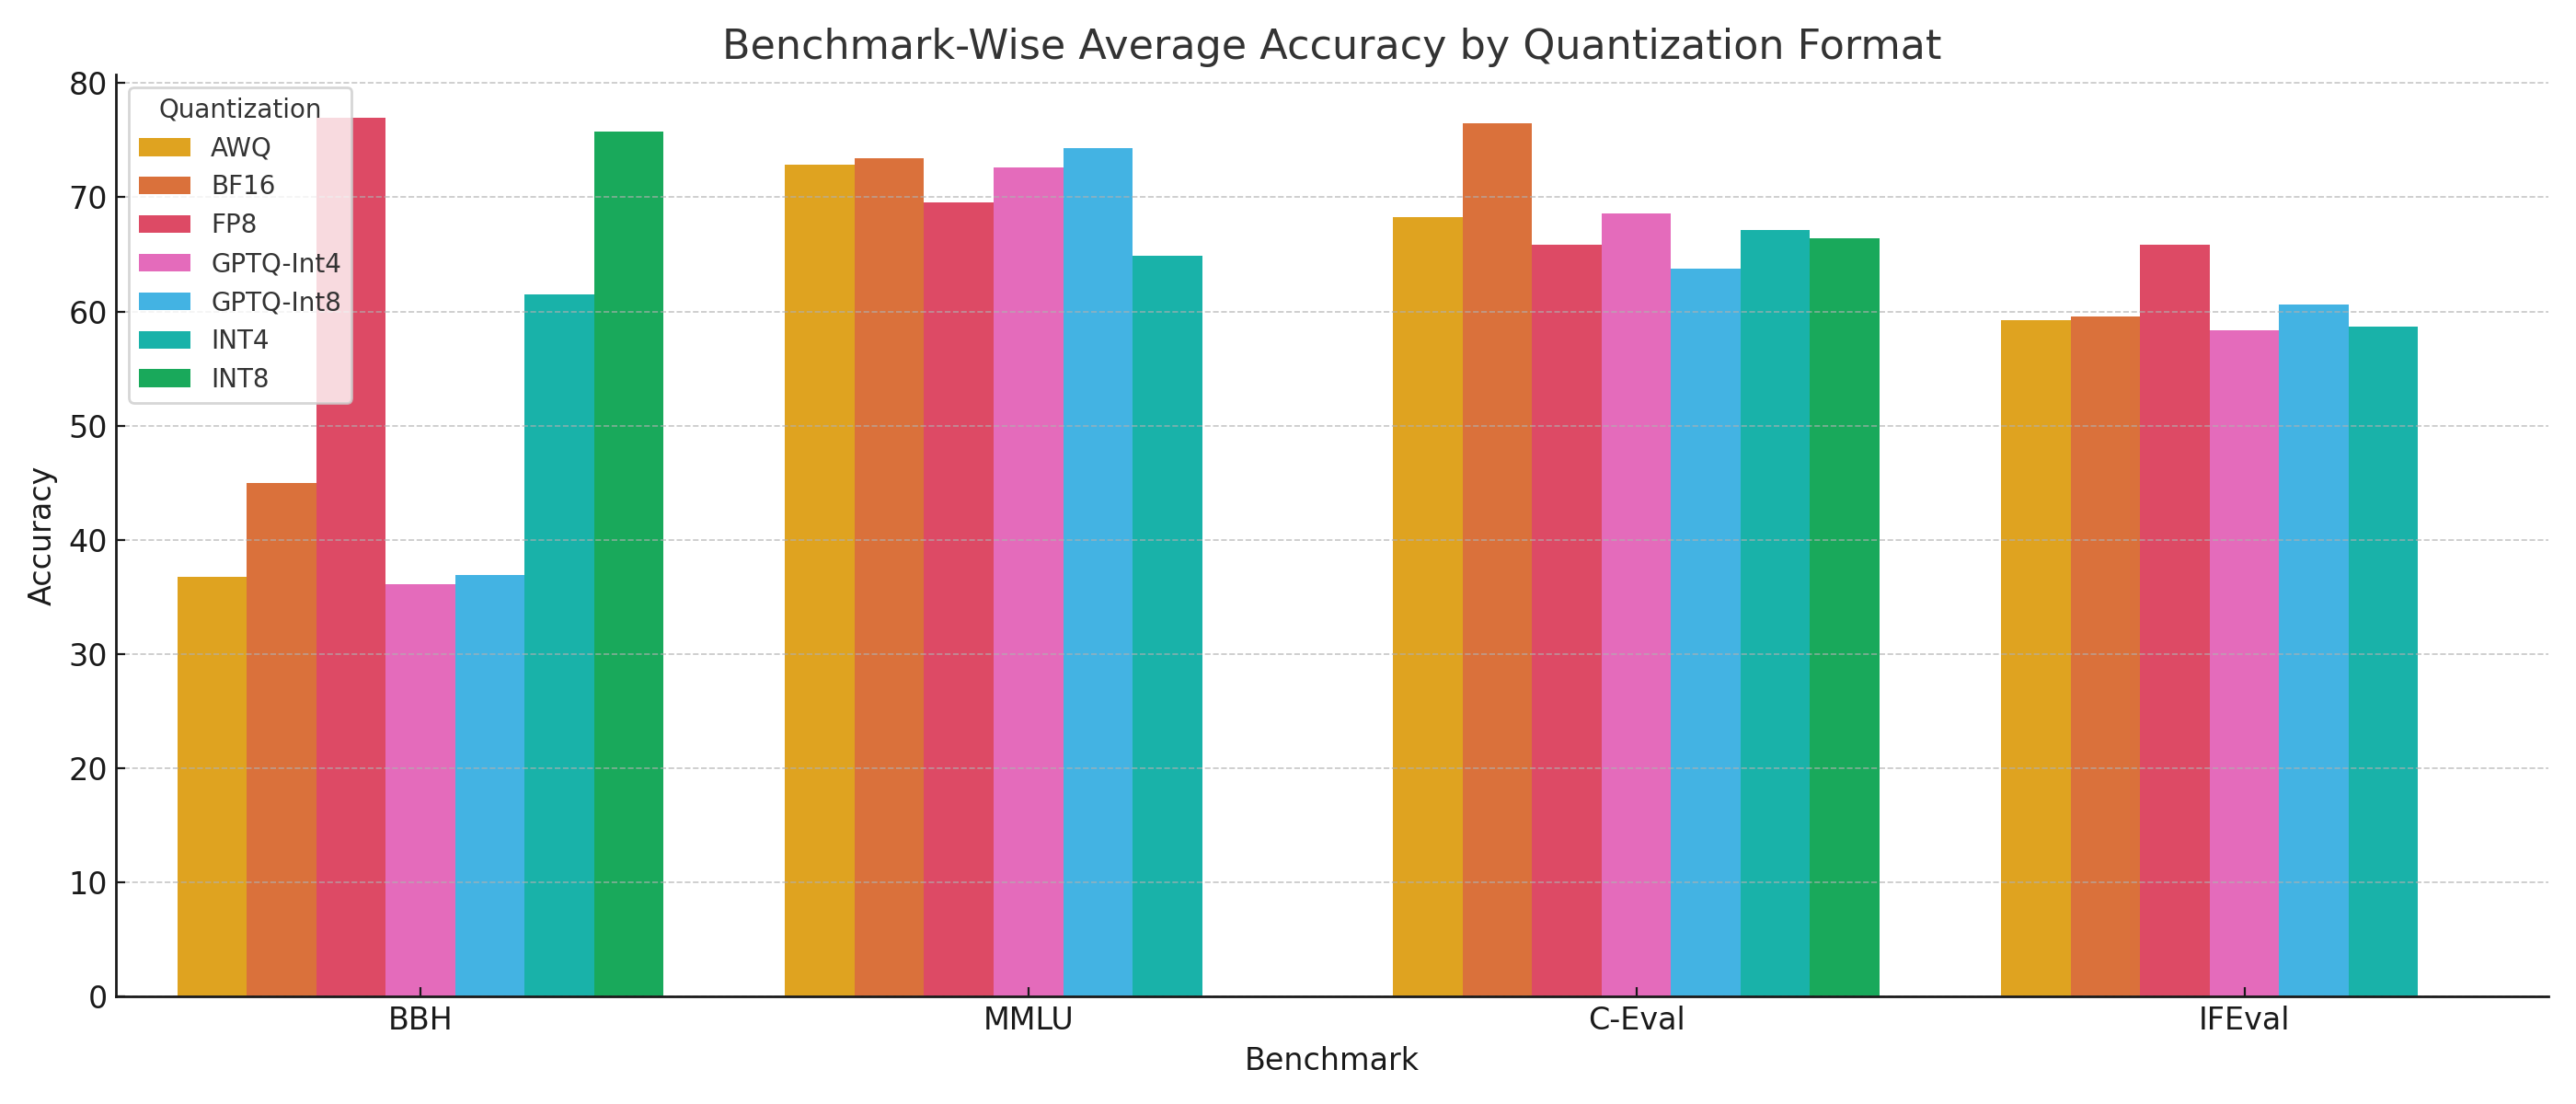 Benchmark-Wise Average Accuracy by Quantization Format
80
70
60
50
40
30
20
10
0
Accuracy
Quantization
AWQ
BF16
FP8
GPTQ-Int4
GPTQ-Int8
INT4
INT8
BBH
MMLU
C-Eval
IFEval
Benchmark